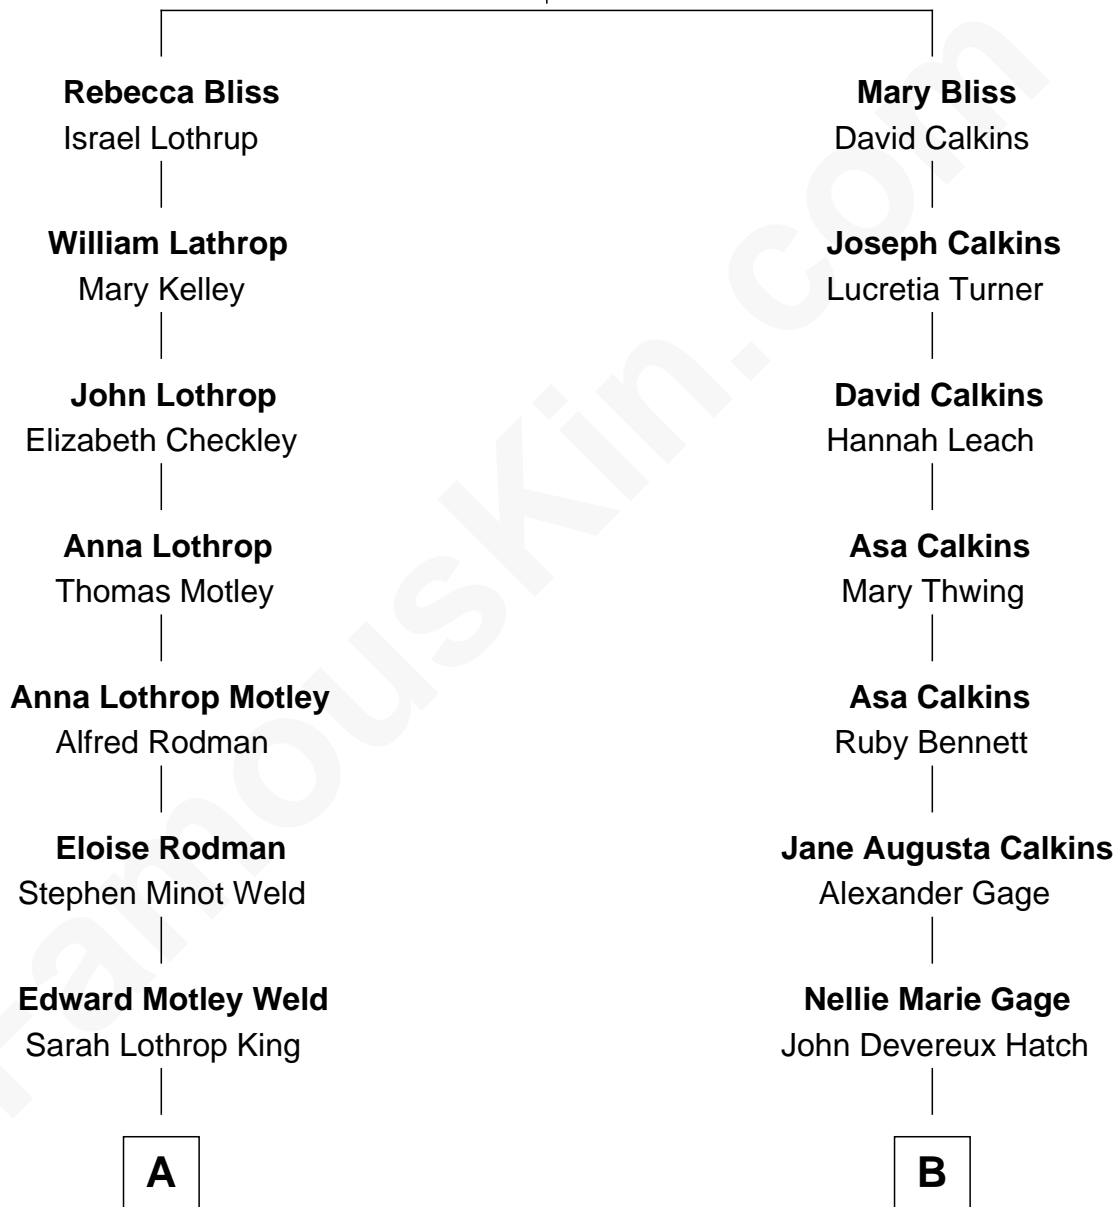 Rebecca Bliss
Israel Lothrup
William Lathrop
Mary Kelley
John Lothrop
Elizabeth Checkley
Anna Lothrop
Thomas Motley
Anna Lothrop Motley
Alfred Rodman
Eloise Rodman
Stephen Minot Weld
Edward Motley Weld
Sarah Lothrop King
A
Mary Bliss
David Calkins
Joseph Calkins
Lucretia Turner
David Calkins
Hannah Leach
Asa Calkins
Mary Thwing
Asa Calkins
Ruby Bennett
Jane Augusta Calkins
Alexander Gage
Nellie Marie Gage
John Devereux Hatch
B
FamousKin.com